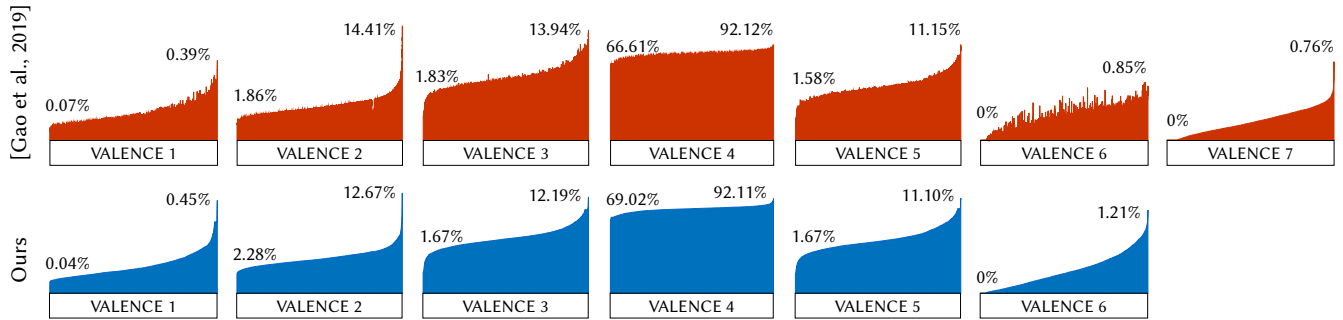 [Gao et al., 2019]
0.07%
0.39%
VALENCE 1
1.86%
14.41%
VALENCE 2
1.83%
13.94%
VALENCE 3
66.61%
92.12%
VALENCE 4
1.58%
11.15%
VALENCE 5
0%
0.85%
VALENCE 6
0%
0.76%
VALENCE 7
Ours
0.04%
0.45%
VALENCE 1
2.28%
12.67%
VALENCE 2
1.67%
12.19%
VALENCE 3
69.02%
92.11%
VALENCE 4
1.67%
11.10%
VALENCE 5
0%
1.21%
VALENCE 6